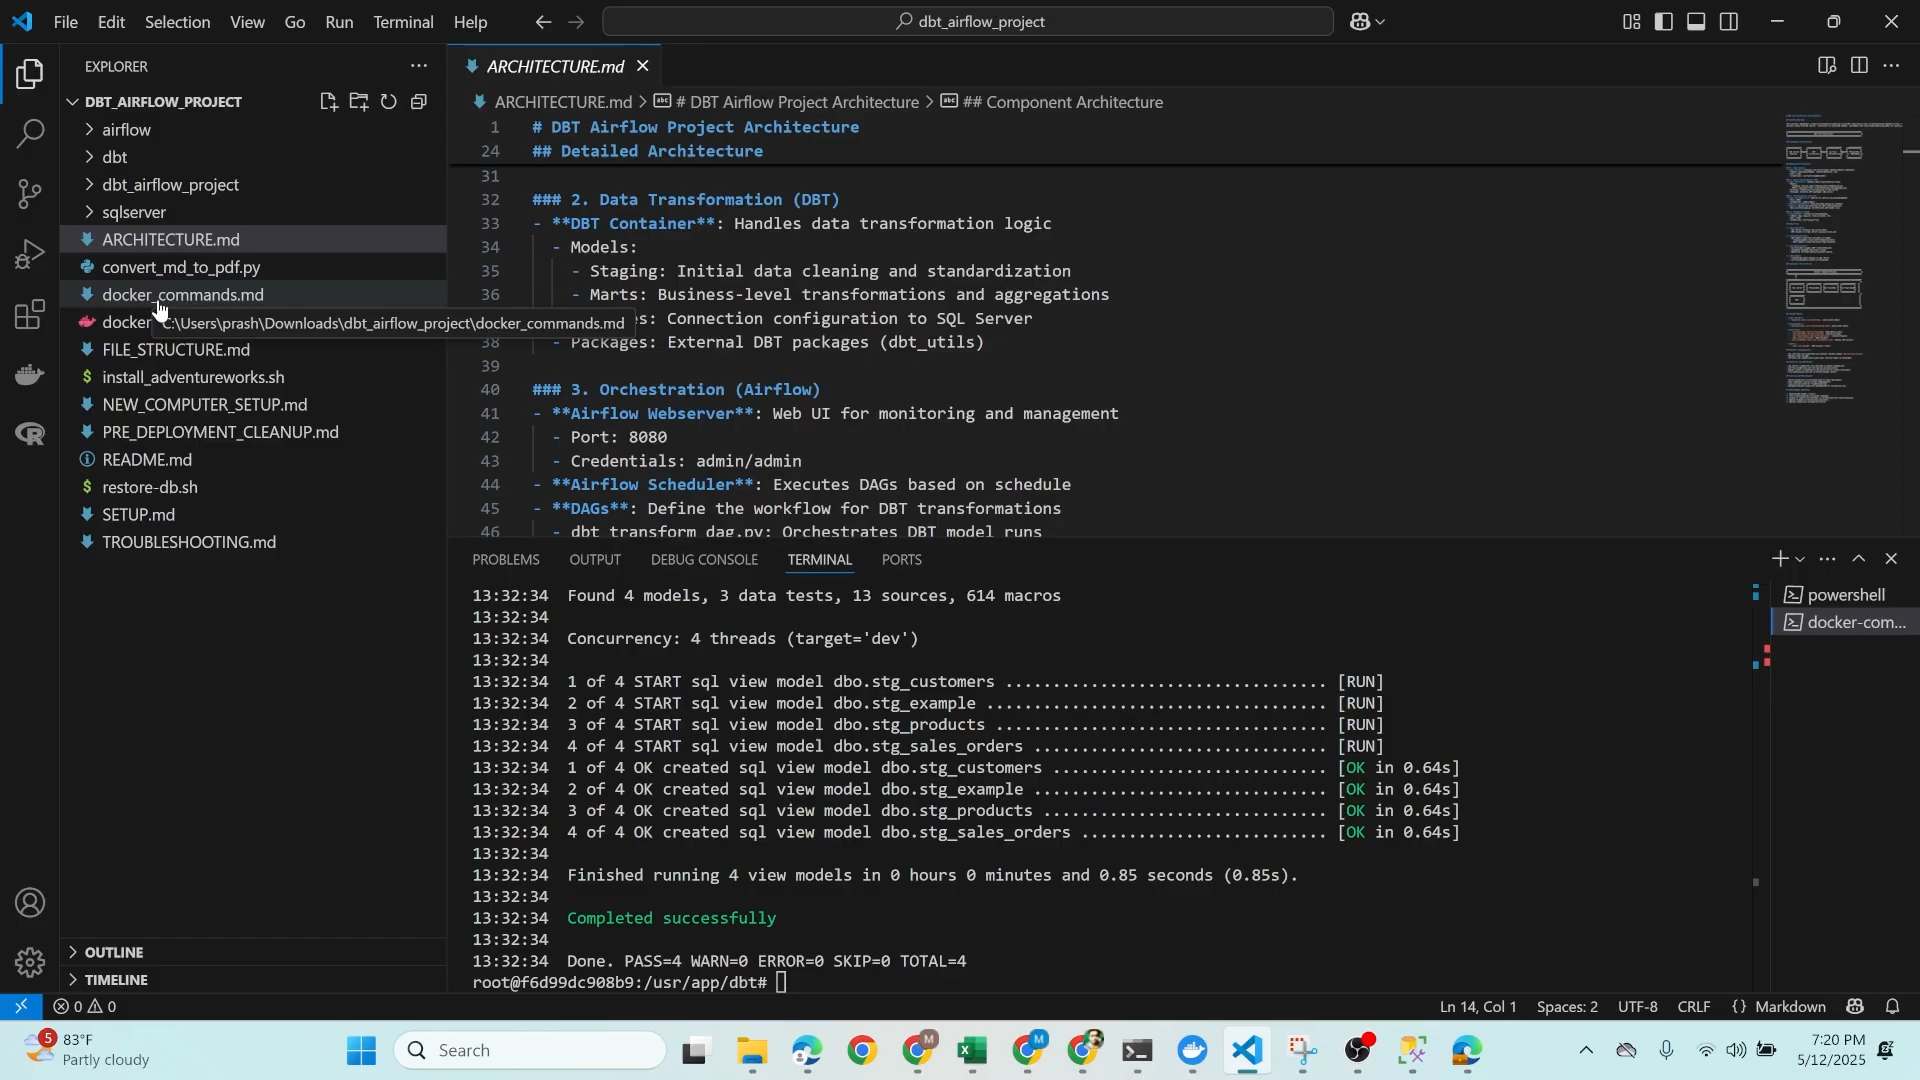 File Edit Selection View Go Run Terminal Help
dbt_airflow_project
EXPLORER
DBT_AIRFLOW_PROJECT
airflow
dbt
dbt_airflow_project
sqlserver
ARCHITECTURE.md
convert_md_to_pdf.py
docker_commands.md
docker
C:\Users\prash\Downloads\dbt_airflow_project\docker_commands.md
FILE_STRUCTURE.md
install_adventureworks.sh
NEW_COMPUTER_SETUP.md
PRE_DEPLOYMENT_CLEANUP.md
README.md
restore-db.sh
SETUP.md
TROUBLESHOOTING.md
OUTLINE
TIMELINE
ARCHITECTURE.md
ARCHITECTURE.md > # DBT Airflow Project Architecture > ## Component Architecture
1 # DBT Airflow Project Architecture
24 ## Detailed Architecture
31
32 ### 2. Data Transformation (DBT)
33 - **DBT Container**: Handles data transformation logic
34 - Models:
35 - Staging: Initial data cleaning and standardization
36 - Marts: Business-level transformations and aggregations
s: Connection configuration to SQL Server
38 - Packages: External DBT packages (dbt_utils)
39
40 ### 3. Orchestration (Airflow)
41 - **Airflow Webserver**: Web UI for monitoring and management
42 - Port: 8080
43 - Credentials: admin/admin
44 - **Airflow Scheduler**: Executes DAGs based on schedule
45 - **DAGs**: Define the workflow for DBT transformations
46 - dbt_transform_dag.py: Orchestrates DBT model runs
PROBLEMS OUTPUT DEBUG CONSOLE TERMINAL PORTS
powershell
docker-com...
13:32:34 Found 4 models, 3 data tests, 13 sources, 614 macros
13:32:34
13:32:34 Concurrency: 4 threads (target='dev')
13:32:34
13:32:34 1 of 4 START sql view model dbo.stg_customers .................................. [RUN]
13:32:34 2 of 4 START sql view model dbo.stg_example .................................... [RUN]
13:32:34 3 of 4 START sql view model dbo.stg_products ................................... [RUN]
13:32:34 4 of 4 START sql view model dbo.stg_sales_orders ............................... [RUN]
13:32:34 1 of 4 OK created sql view model dbo.stg_customers ............................. [OK in 0.64s]
13:32:34 2 of 4 OK created sql view model dbo.stg_example ............................... [OK in 0.64s]
13:32:34 3 of 4 OK created sql view model dbo.stg_products .............................. [OK in 0.64s]
13:32:34 4 of 4 OK created sql view model dbo.stg_sales_orders .......................... [OK in 0.64s]
13:32:34
13:32:34 Finished running 4 view models in 0 hours 0 minutes and 0.85 seconds (0.85s).
13:32:34
13:32:34 Completed successfully
13:32:34
13:32:34 Done. PASS=4 WARN=0 ERROR=0 SKIP=0 TOTAL=4
root@f6d99dc908b9:/usr/app/dbt#
0 0 Ln 14, Col 1 Spaces: 2 UTF-8 CRLF {} Markdown
5
83°F
Partly cloudy
Search
7:20 PM
5/12/2025